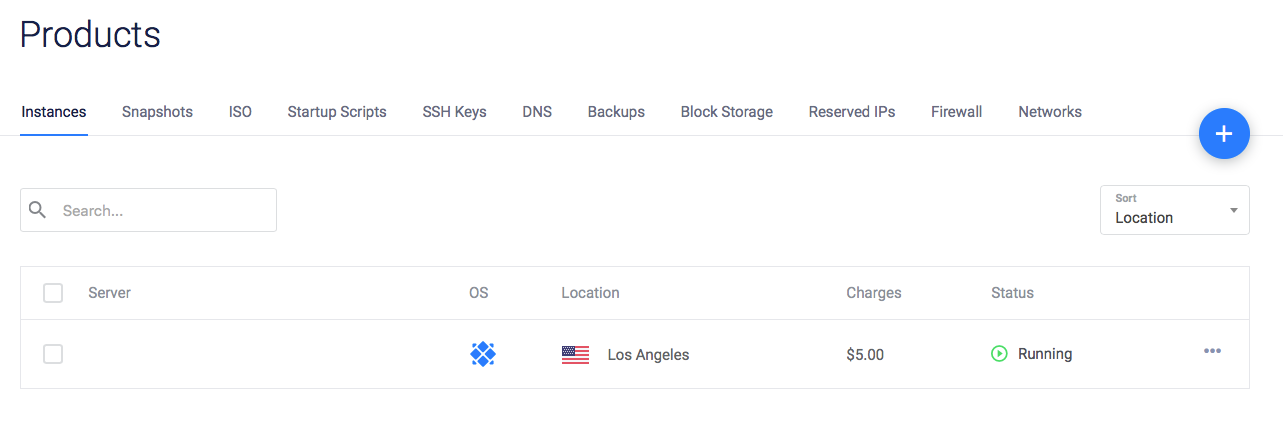 Products
Instances Snapshots ISO Startup Scripts SSH Keys DNS Backups Block Storage Reserved IPs Firewall Networks
+
Search...
Sort
Location
Server OS Location Charges Status
Los Angeles $5.00 Running